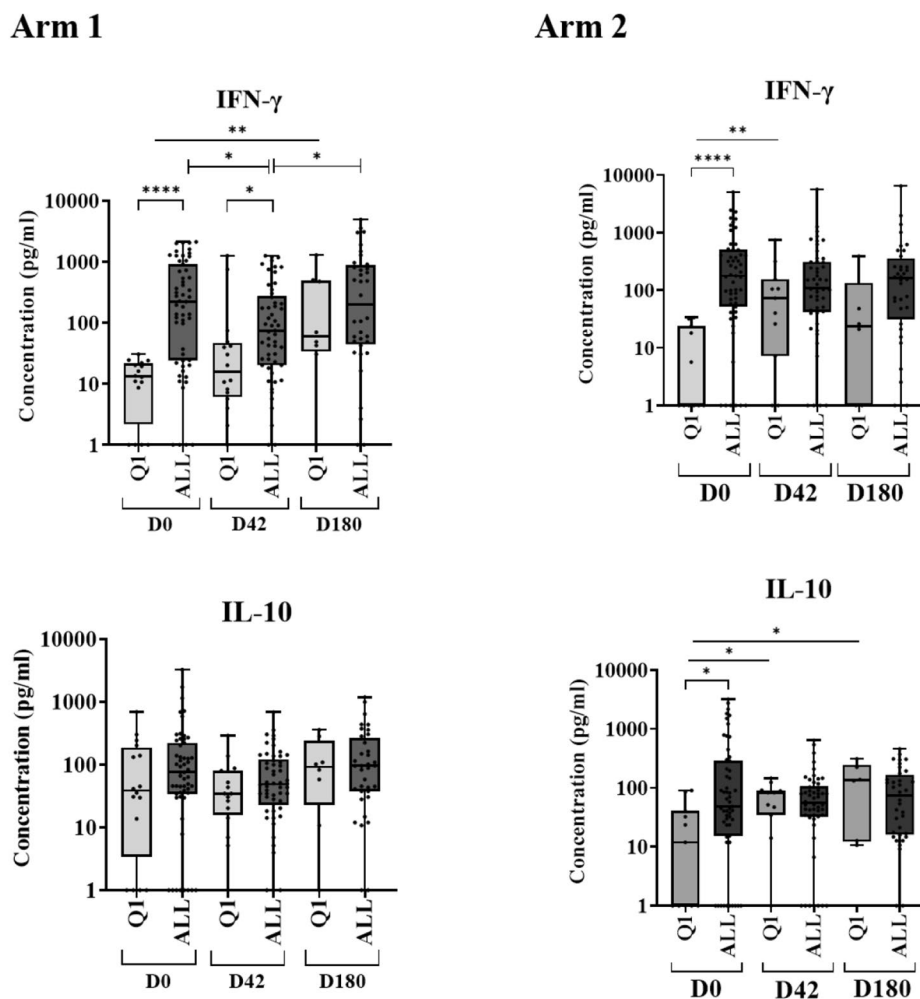 Arm 1
IFN-γ
**
* *
**** *
Concentration (pg/ml)
10000
1000
100
10
1
Q1 ALL Q1 ALL Q1 ALL
D0 D42 D180
IL-10
Concentration (pg/ml)
10000
1000
100
10
1
Q1 ALL Q1 ALL Q1 ALL
D0 D42 D180
Arm 2
IFN-γ
**
****
Concentration (pg/ml)
10000
1000
100
10
1
Q1 ALL Q1 ALL Q1 ALL
D0 D42 D180
IL-10
*
*
*
Concentration (pg/ml)
10000
1000
100
10
1
Q1 ALL Q1 ALL Q1 ALL
D0 D42 D180